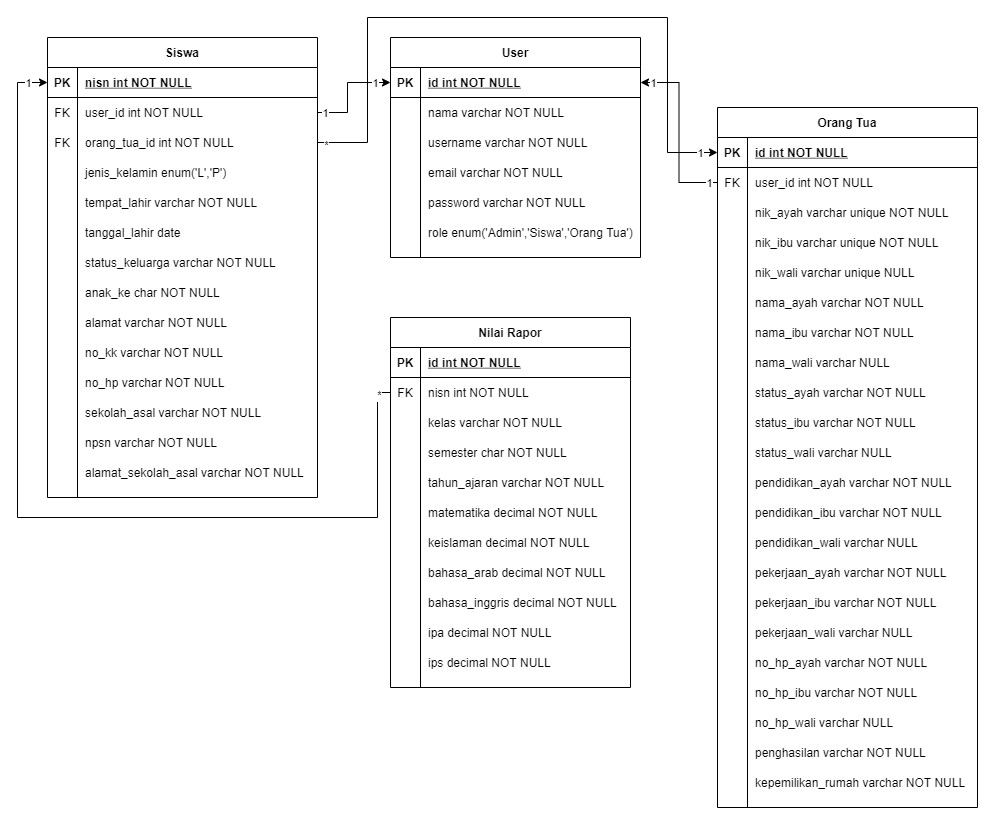 Siswa
1 PK nisn int NOT NULL
FK user_id int NOT NULL 1
FK orang_tua_id int NOT NULL *
jenis_kelamin enum('L','P')
tempat_lahir varchar NOT NULL
tanggal_lahir date
status_keluarga varchar NOT NULL
anak_ke char NOT NULL
alamat varchar NOT NULL
no_kk varchar NOT NULL
no_hp varchar NOT NULL
sekolah_asal varchar NOT NULL
npsn varchar NOT NULL
alamat_sekolah_asal varchar NOT NULL
User
1 PK id int NOT NULL 1
nama varchar NOT NULL
username varchar NOT NULL
email varchar NOT NULL
password varchar NOT NULL
role enum('Admin','Siswa','Orang Tua')
Nilai Rapor
PK id int NOT NULL
* FK nisn int NOT NULL
kelas varchar NOT NULL
semester char NOT NULL
tahun_ajaran varchar NOT NULL
matematika decimal NOT NULL
keislaman decimal NOT NULL
bahasa_arab decimal NOT NULL
bahasa_inggris decimal NOT NULL
ipa decimal NOT NULL
ips decimal NOT NULL
Orang Tua
1 PK id int NOT NULL
1 FK user_id int NOT NULL
nik_ayah varchar unique NOT NULL
nik_ibu varchar unique NOT NULL
nik_wali varchar unique NULL
nama_ayah varchar NOT NULL
nama_ibu varchar NOT NULL
nama_wali varchar NULL
status_ayah varchar NOT NULL
status_ibu varchar NOT NULL
status_wali varchar NULL
pendidikan_ayah varchar NOT NULL
pendidikan_ibu varchar NOT NULL
pendidikan_wali varchar NULL
pekerjaan_ayah varchar NOT NULL
pekerjaan_ibu varchar NOT NULL
pekerjaan_wali varchar NULL
no_hp_ayah varchar NOT NULL
no_hp_ibu varchar NOT NULL
no_hp_wali varchar NULL
penghasilan varchar NOT NULL
kepemilikan_rumah varchar NOT NULL